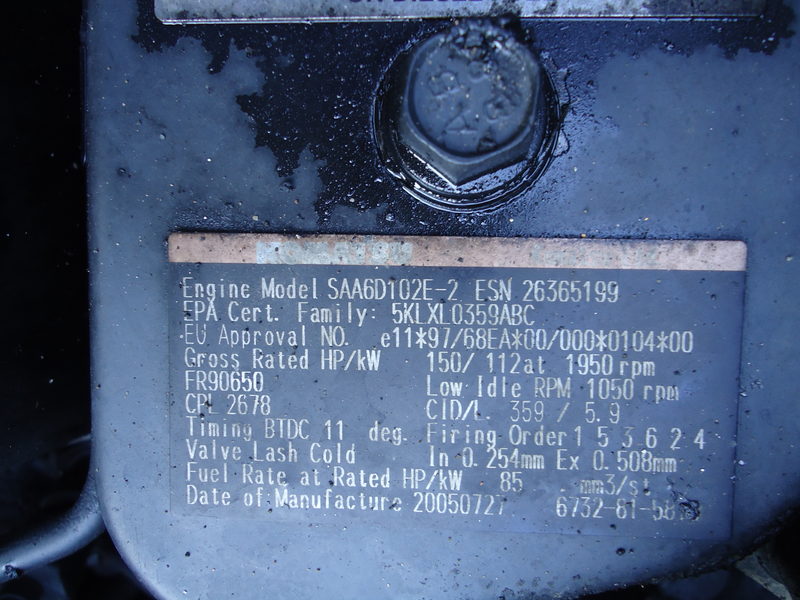 Engine Model SAA6D102E-2 ESN 26365199
EPA Cert. Family: 5KLXL0359ABC
EU Approval NO. e11*97/68EA*00/000*0104*00
Gross Rated HP/kW 150/ 112at 1950 rpm
FR90650 Low Idle RPM 1050 rpm
CPL 2678 CID/L 359 / 5.9
Timing BTDC 11 deg. Firing Order1 5 3 6 2 4
Valve Lash Cold In 0.254mm Ex 0.508mm
Fuel Rate at Rated HP/kW 85 mm3/st
Date of Manufacture 20050727